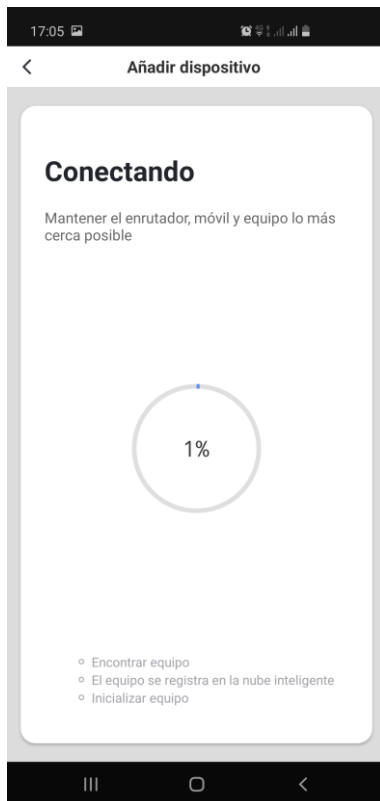 17:05
Añadir dispositivo
Conectando
Mantener el enrutador, móvil y equipo lo más
cerca posible
1%
Encontrar equipo
El equipo se registra en la nube inteligente
Inicializar equipo